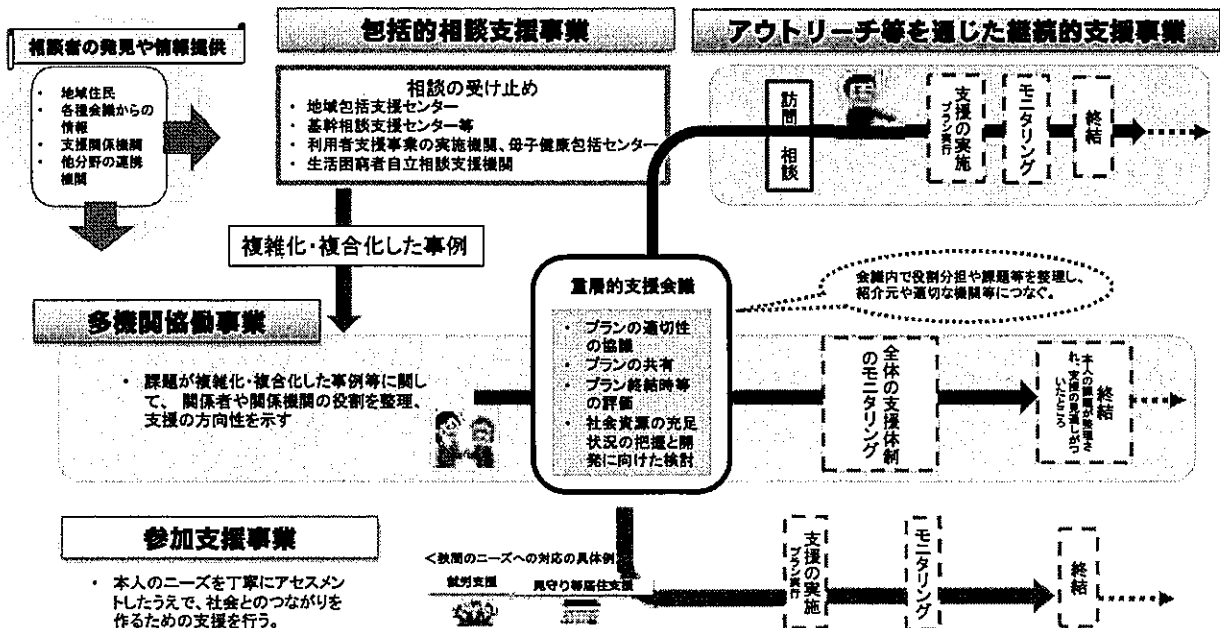 相談者の発見や情報提供
・ 地域住民
・ 各種会議からの
情報
・ 支援関係機関
・ 他分野の連携
機関
包括的相談支援事業
相談の受け止め
・ 地域包括支援センター
・ 基幹相談支援センター等
・ 利用者支援事業の実施機関、母子健康包括センター
・ 生活困窮者自立相談支援機関
複雑化・複合化した事例
アウトリーチ等を通じた継続的支援事業
訪問 相談
支援の実施
プラン実行
モニタリング
終結
会議内で役割分担や課題等を整理し、
紹介元や適切な機関等につなぐ。
多機関協働事業
・ 課題が複雑化・複合化した事例等に関し
て、 関係者や関係機関の役割を整理、
支援の方向性を示す
重層的支援会議
・ プランの適切性
の協議
・ プランの共有
・ プラン終結時等
の評価
・ 社会資源の充足
状況の把握と開
発に向けた検討
全体の支援体制
のモニタリング
終結
本人の課題が整理さ
れ、支援の見通しがつ
いたところ
参加支援事業
・ 本人のニーズを丁寧にアセスメン
トしたうえで、社会とのつながりを
作るための支援を行う。
<狭間のニーズへの対応の具体例
就労支援
見守り等居住支援
支援の実施
プラン実行
モニタリング
終結